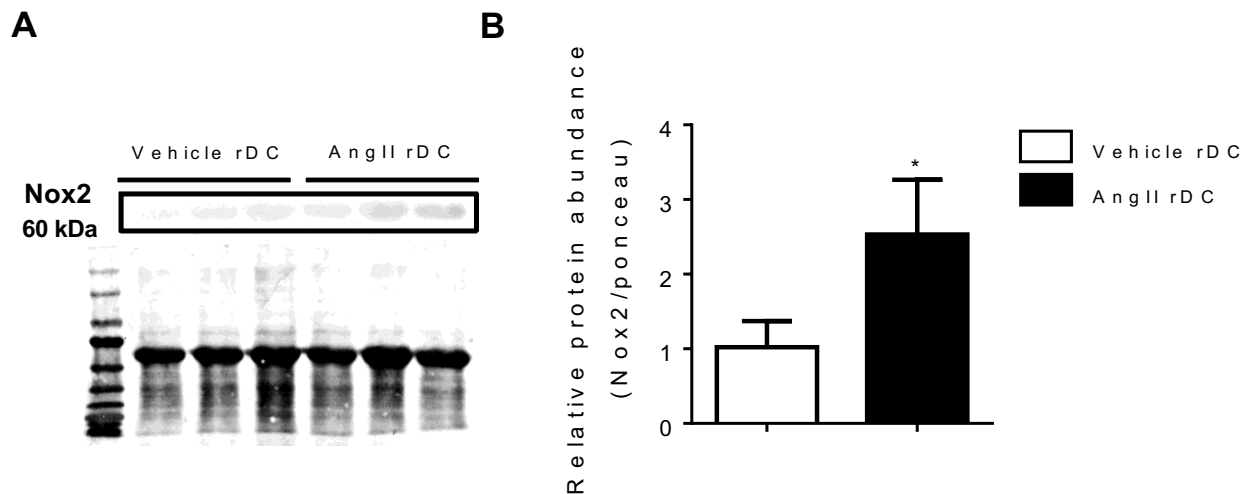 A
Vehicle rDC
AngII rDC
Nox2
60 kDa
B
Relative protein abundance
(Nox2/ponceau)
4
3
2
1
0
*
Vehicle rDC
AngII rDC